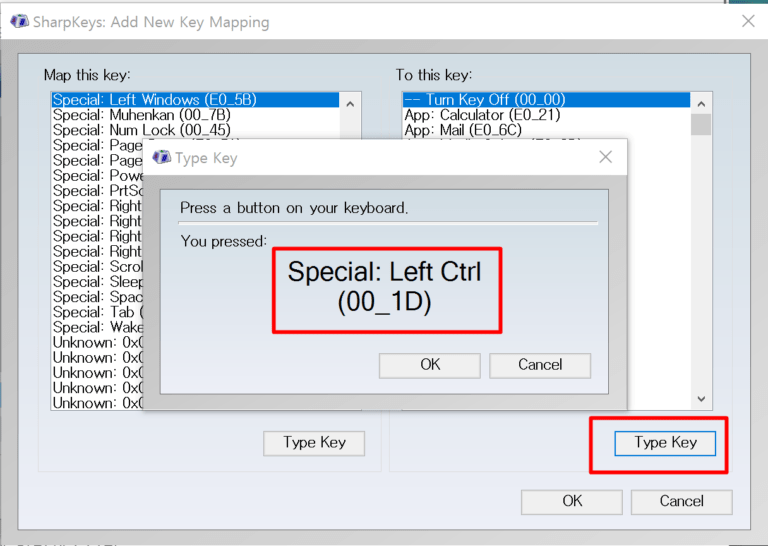 SharpKeys: Add New Key Mapping
Map this key:
To this key:
Special: Left Windows (E0_5B)
Special: Muhenkan (00_7B)
Special: Num Lock (00_45)
Special: Page
Special: Page
Special: Powe
Special: PrtSc
Special: Right
Special: Right
Special: Right
Special: Right
Special: Scrol
Special: Sleep
Special: Spac
Special: Tab (
Special: Wake
Unknown: 0x0
Unknown: 0x0
Unknown: 0x0
Unknown: 0x0
Unknown: 0x0
-- Turn Key Off (00_00)
App: Calculator (E0_21)
App: Mail (E0_6C)
Type Key
Press a button on your keyboard.
You pressed:
Special: Left Ctrl
(00_1D)
OK
Cancel
Type Key
Type Key
OK
Cancel